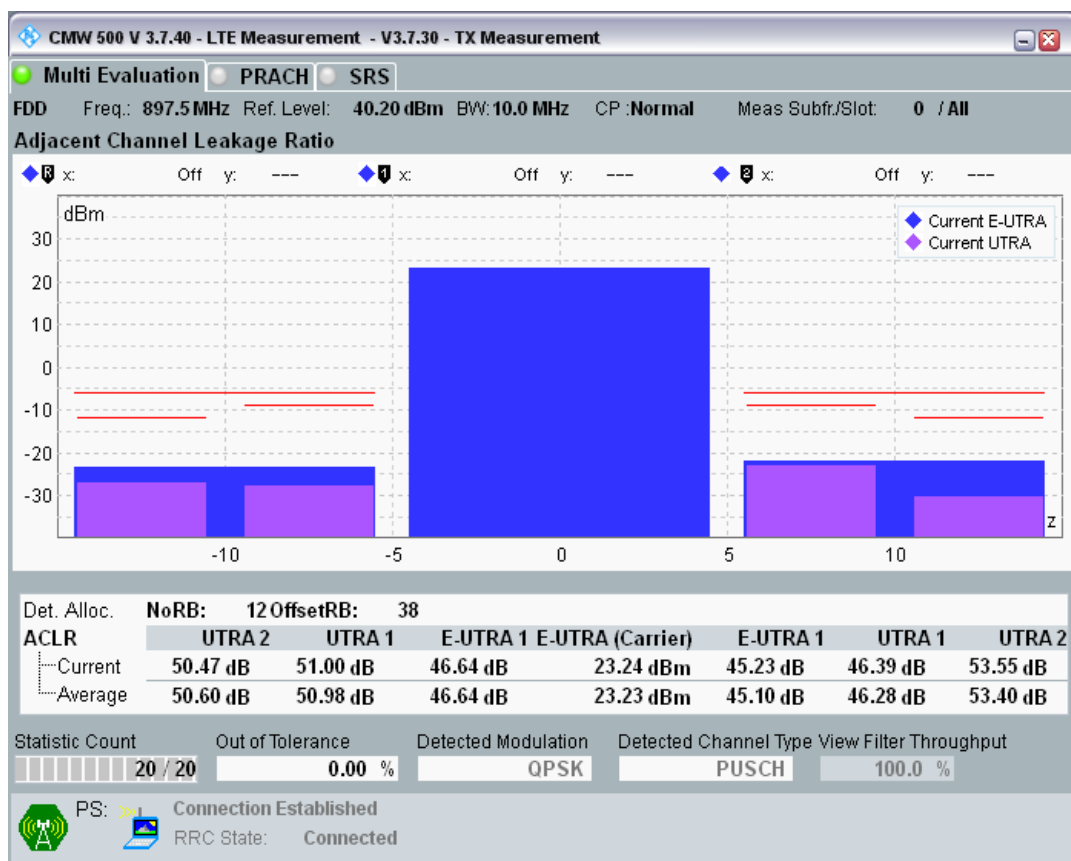 CMW 500 V 3.7.40 - LTE Measurement - V3.7.30 - TX Measurement
Multi Evaluation PRACH SRS
FDD Freq.: 897.5 MHz Ref. Level: 40.20 dBm BW: 10.0 MHz CP :Normal Meas Subfr./Slot: 0 / All
Adjacent Channel Leakage Ratio
R x: Off y: --- 1 x: Off y: --- 2 x: Off y: ---
dBm
Current E-UTRA
Current UTRA
30
20
10
0
-10
-20
-30
z
-10 -5 0 5 10
Det. Alloc. NoRB: 12 OffsetRB: 38
ACLR UTRA 2 UTRA 1 E-UTRA 1 E-UTRA (Carrier) E-UTRA 1 UTRA 1 UTRA 2
Current 50.47 dB 51.00 dB 46.64 dB 23.24 dBm 45.23 dB 46.39 dB 53.55 dB
Average 50.60 dB 50.98 dB 46.64 dB 23.23 dBm 45.10 dB 46.28 dB 53.40 dB
Statistic Count Out of Tolerance Detected Modulation Detected Channel Type View Filter Throughput
20 / 20 0.00 % QPSK PUSCH 100.0 %
PS: Connection Established
RRC State: Connected